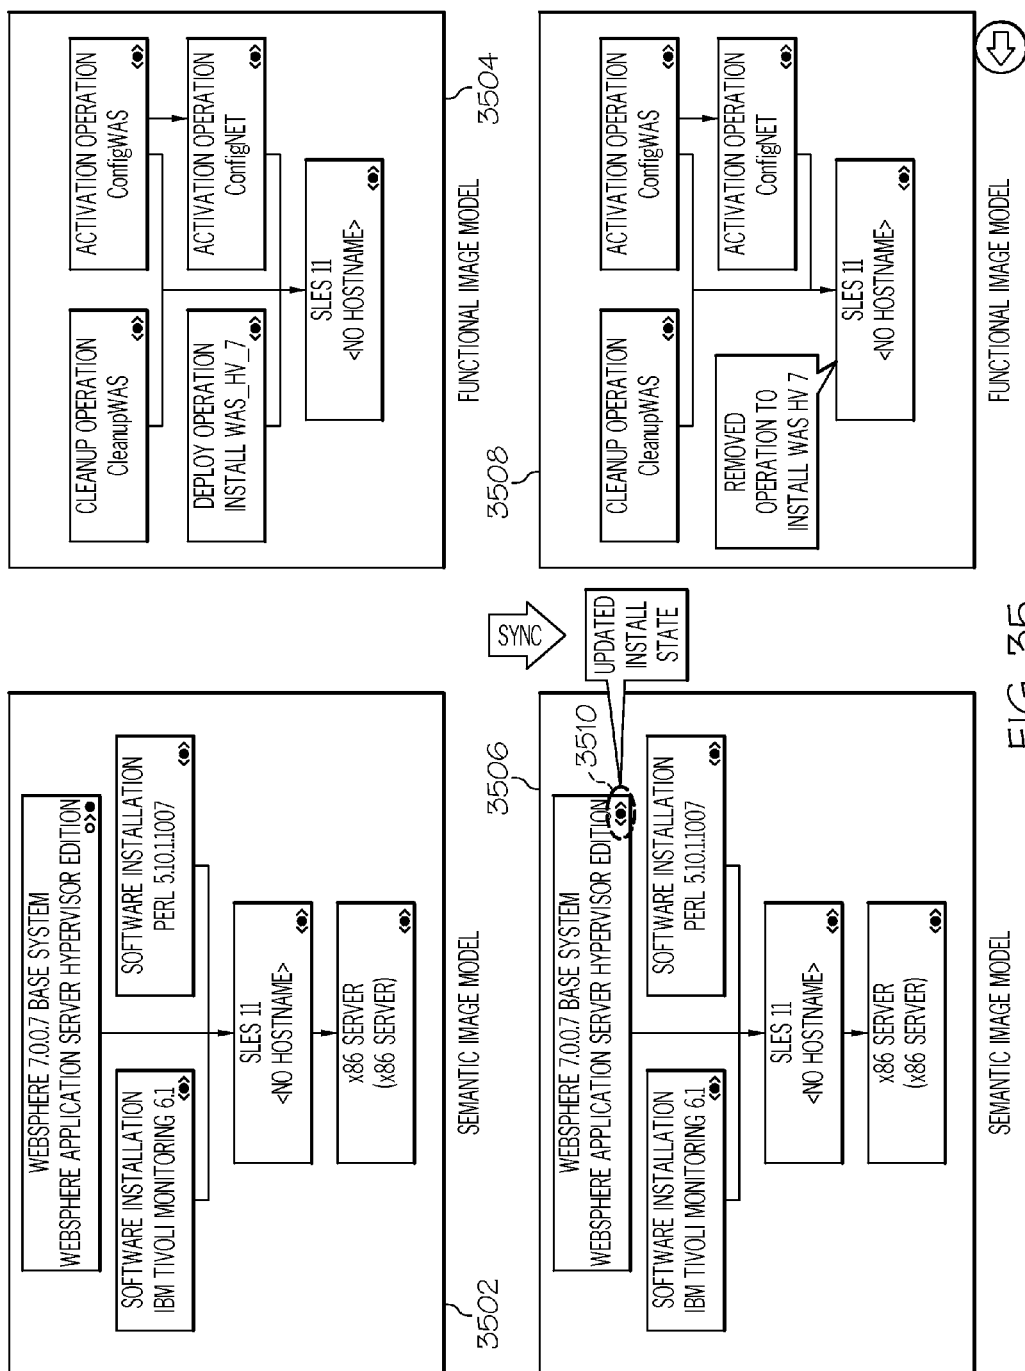 WEBSPHERE 7.0.0.7 BASE SYSTEM
WEBSPHERE APPLICATION SERVER HYPERVISOR EDITION
SOFTWARE INSTALLATION
IBM TIVOLI MONITORING 6.1
SOFTWARE INSTALLATION
PERL 5.10.1.1007
SLES 11
<NO HOSTNAME>
x86 SERVER
(x86 SERVER)
SEMANTIC IMAGE MODEL
3502
CLEANUP OPERATION
CleanupWAS
ACTIVATION OPERATION
ConfigWAS
DEPLOY OPERATION
INSTALL WAS_HV_7
ACTIVATION OPERATION
ConfigNET
SLES 11
<NO HOSTNAME>
FUNCTIONAL IMAGE MODEL
3504
SYNC
3506
3510
UPDATED
INSTALL
STATE
WEBSPHERE 7.0.0.7 BASE SYSTEM
WEBSPHERE APPLICATION SERVER HYPERVISOR EDITION
SOFTWARE INSTALLATION
IBM TIVOLI MONITORING 6.1
SOFTWARE INSTALLATION
PERL 5.10.1.1007
SLES 11
<NO HOSTNAME>
x86 SERVER
(x86 SERVER)
SEMANTIC IMAGE MODEL
3508
CLEANUP OPERATION
CleanupWAS
ACTIVATION OPERATION
ConfigWAS
REMOVED
OPERATION TO
INSTALL WAS HV 7
ACTIVATION OPERATION
ConfigNET
SLES 11
<NO HOSTNAME>
FUNCTIONAL IMAGE MODEL
FIG. 35